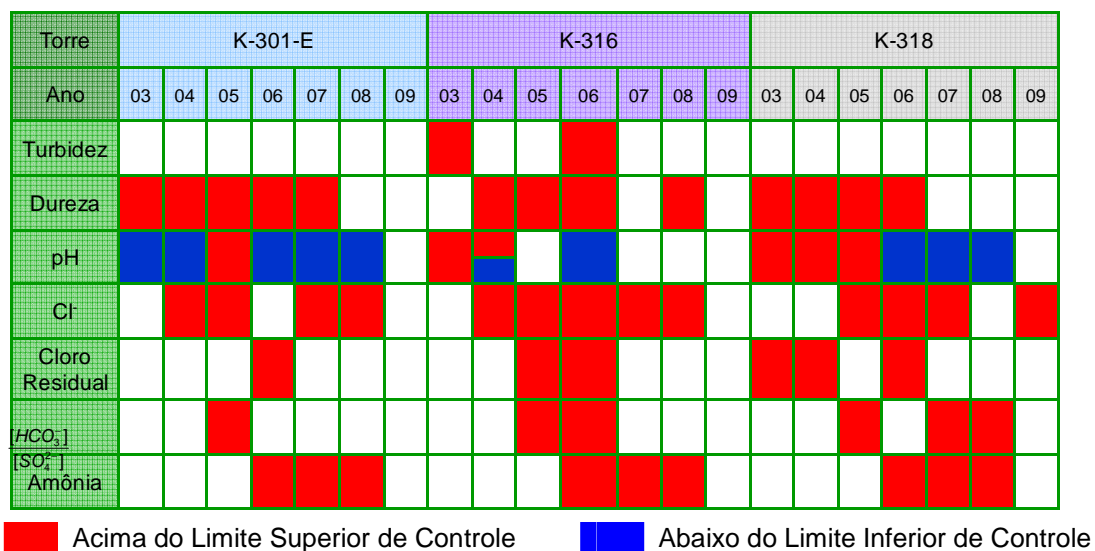 Torre K-301-E K-316 K-318
Ano 03 04 05 06 07 08 09 03 04 05 06 07 08 09 03 04 05 06 07 08 09
Turbidez
Dureza
pH
Cl⁻
Cloro
Residual
[HCO₃⁻]
[SO₄²⁻]
Amônia
Acima do Limite Superior de Controle Abaixo do Limite Inferior de Controle